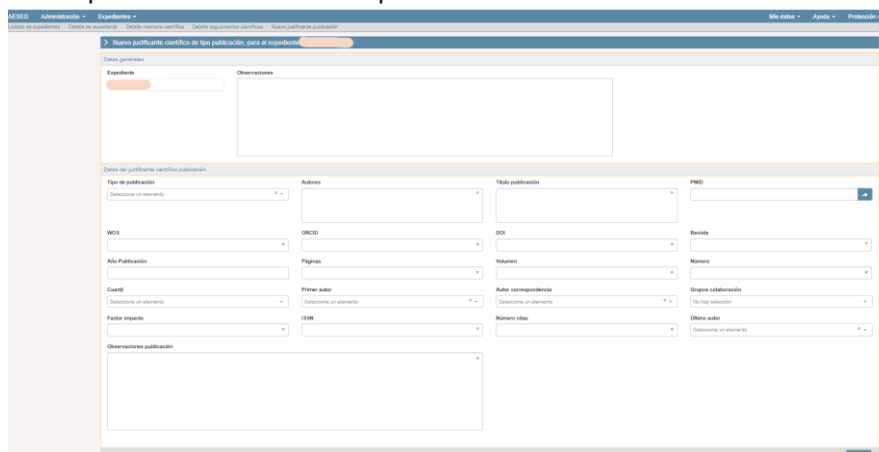 AESEG Administración Expedientes Mis datos Ayuda Protección
Listado de expedientes Detalle de expediente Detalle memoria científica Detalle seguimientos científicos Nuevo justificante publicación
Nuevo justificante científico de tipo publicación, para el expediente
Datos generales
Expediente Observaciones
Datos del justificante científico publicación
Tipo de publicación Autores Título publicación PMID
Seleccione un elemento * * *
WOS ORCID DOI Revista
*
Año Publicación Páginas Volumen Número
Cuartil Primer autor Autor correspondencia Grupos colaboración
Seleccione un elemento Seleccione un elemento * Seleccione un elemento * No hay selección
Factor impacto ISSN Número citas Último autor
* Seleccione un elemento *
Observaciones publicación